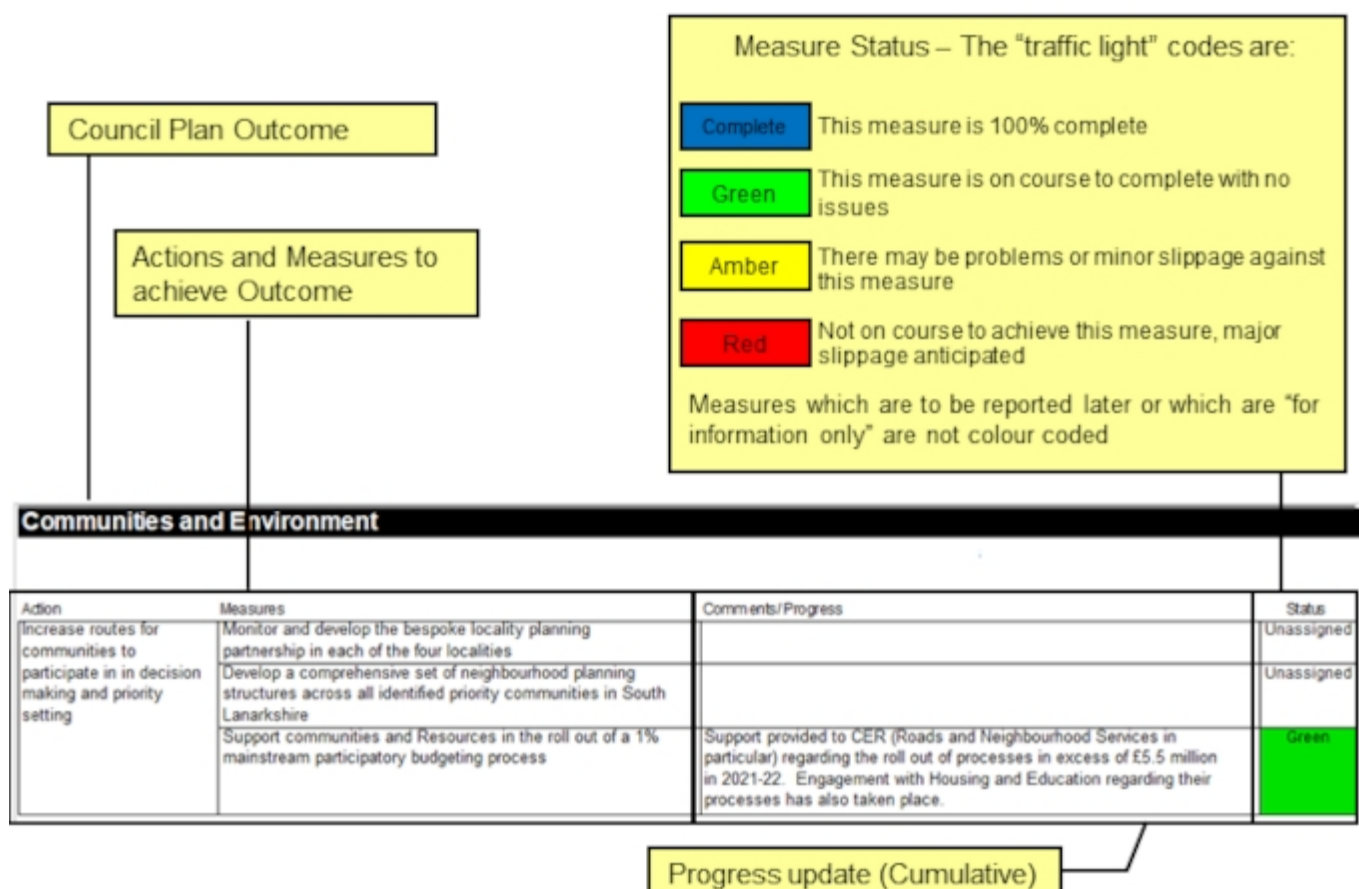 Measure Status – The “traffic light” codes are:
Council Plan Outcome
Complete
This measure is 100% complete
Green
This measure is on course to complete with no
issues
Actions and Measures to
achieve Outcome
Amber
There may be problems or minor slippage against
this measure
Red
Not on course to achieve this measure, major
slippage anticipated
Measures which are to be reported later or which are “for
information only” are not colour coded
Communities and Environment
Action
Measures
Comments/Progress
Status
Increase routes for
communities to
participate in in decision
making and priority
setting
Monitor and develop the bespoke locality planning
partnership in each of the four localities
Unassigned
Develop a comprehensive set of neighbourhood planning
structures across all identified priority communities in South
Lanarkshire
Unassigned
Support communities and Resources in the roll out of a 1%
mainstream participatory budgeting process
Support provided to CER (Roads and Neighbourhood Services in
particular) regarding the roll out of processes in excess of £5.5 million
in 2021-22. Engagement with Housing and Education regarding their
processes has also taken place.
Green
Progress update (Cumulative)